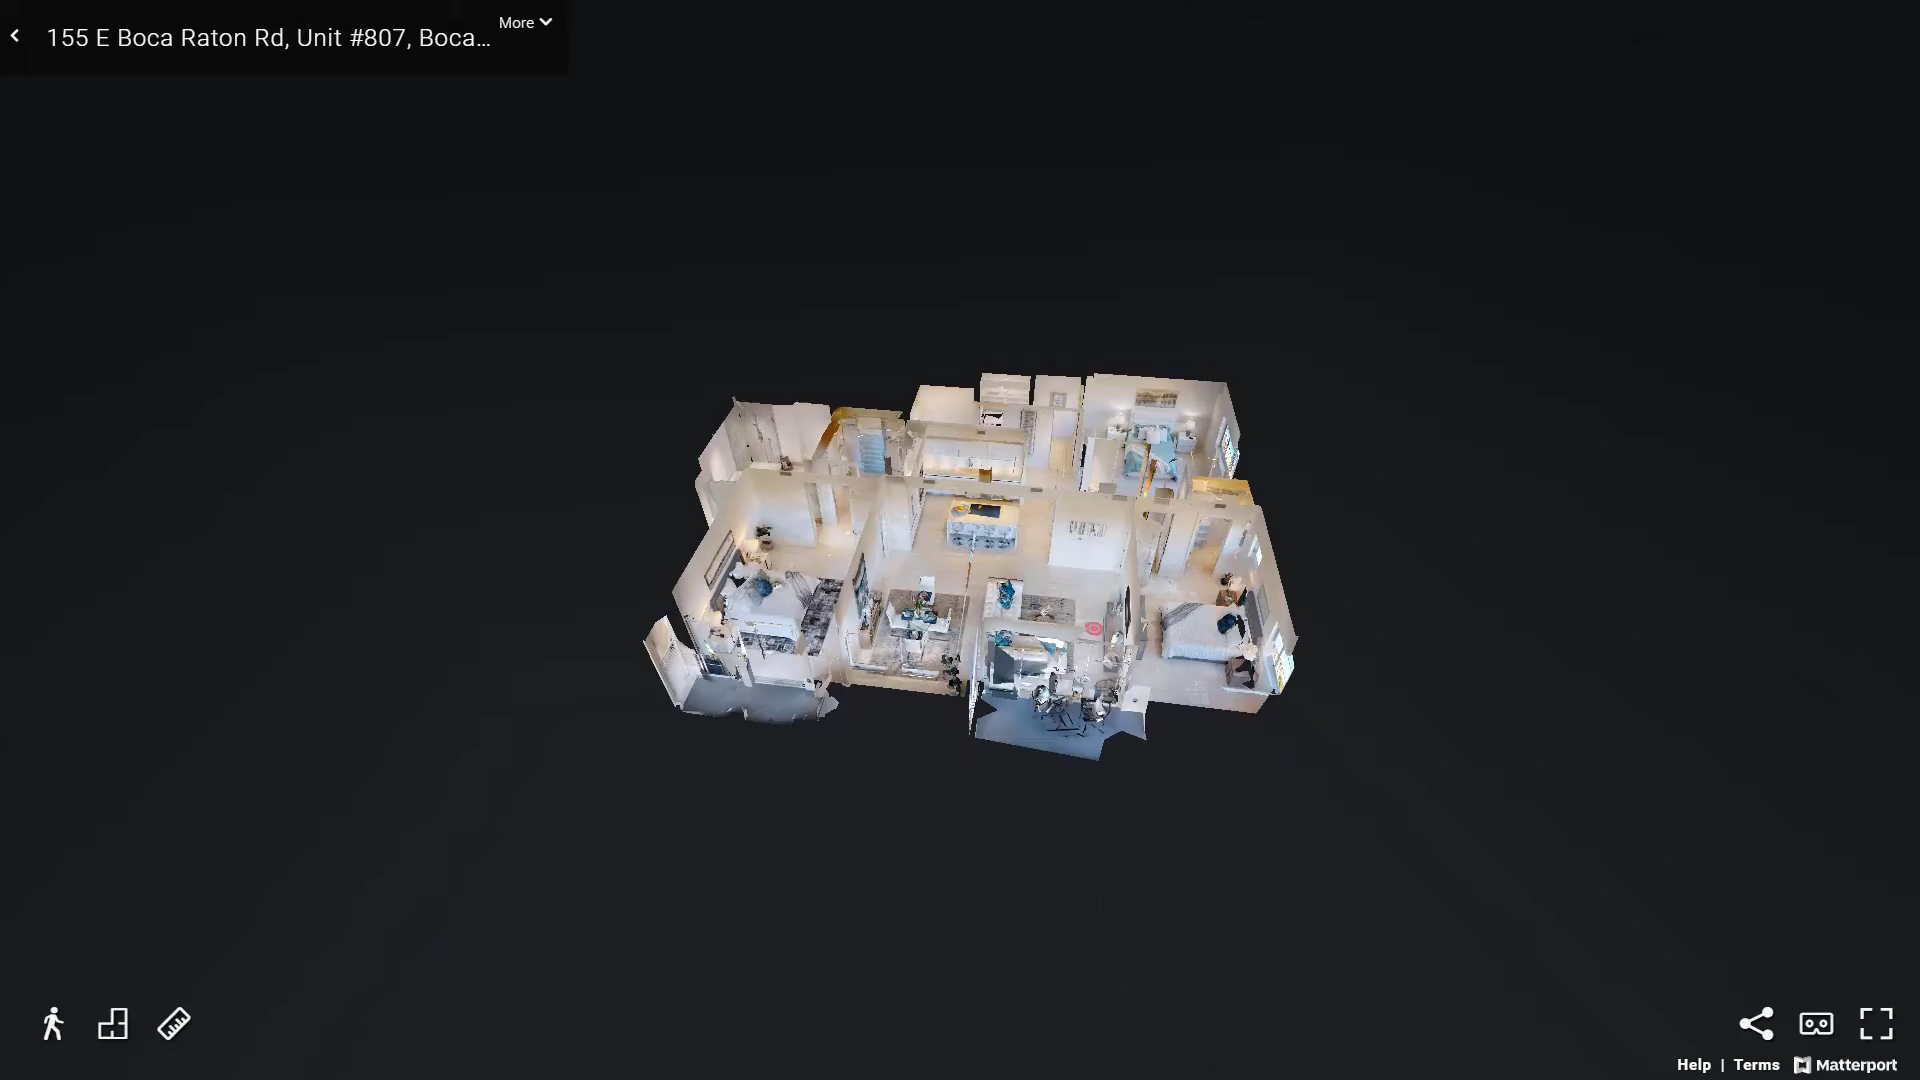 155 E Boca Raton Rd, Unit #807, Boca...
More
Help | Terms Matterport